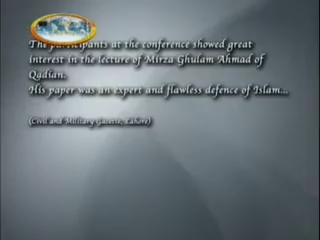 The participants at the conference showed great
interest in the lecture of Mirza Ghulam Ahmad of
Qadian.
His paper was an expert and flawless defence of Islam...
(Civil and Military Gazette, Lahore)